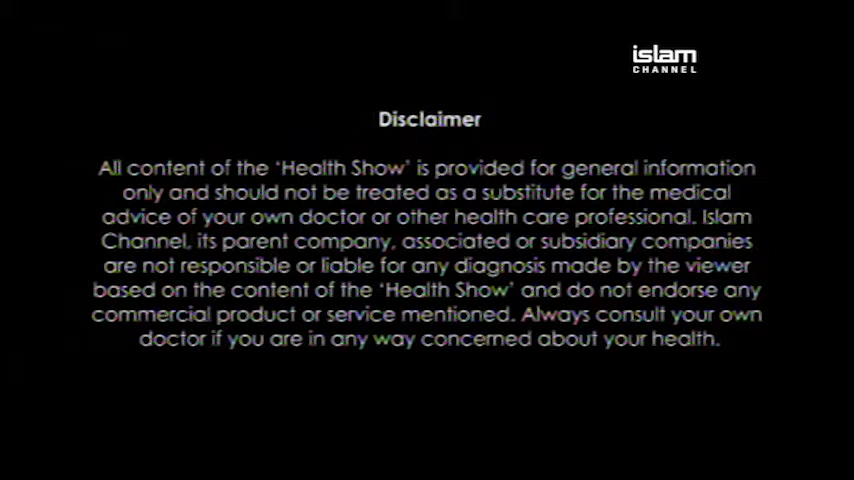 islam
CHANNEL
Disclaimer
All content of the ‘Health Show’ is provided for general information
only and should not be treated as a substitute for the medical
advice of your own doctor or other health care professional. Islam
Channel, its parent company, associated or subsidiary companies
are not responsible or liable for any diagnosis made by the viewer
based on the content of the ‘Health Show’ and do not endorse any
commercial product or service mentioned. Always consult your own
doctor if you are in any way concerned about your health.